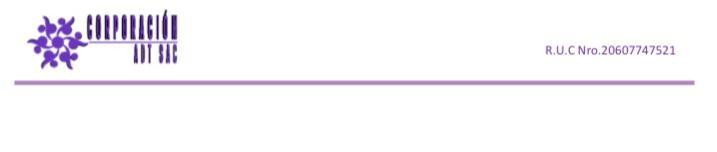 CORPORACIÓN
ADT SAC
R.U.C Nro.20607747521